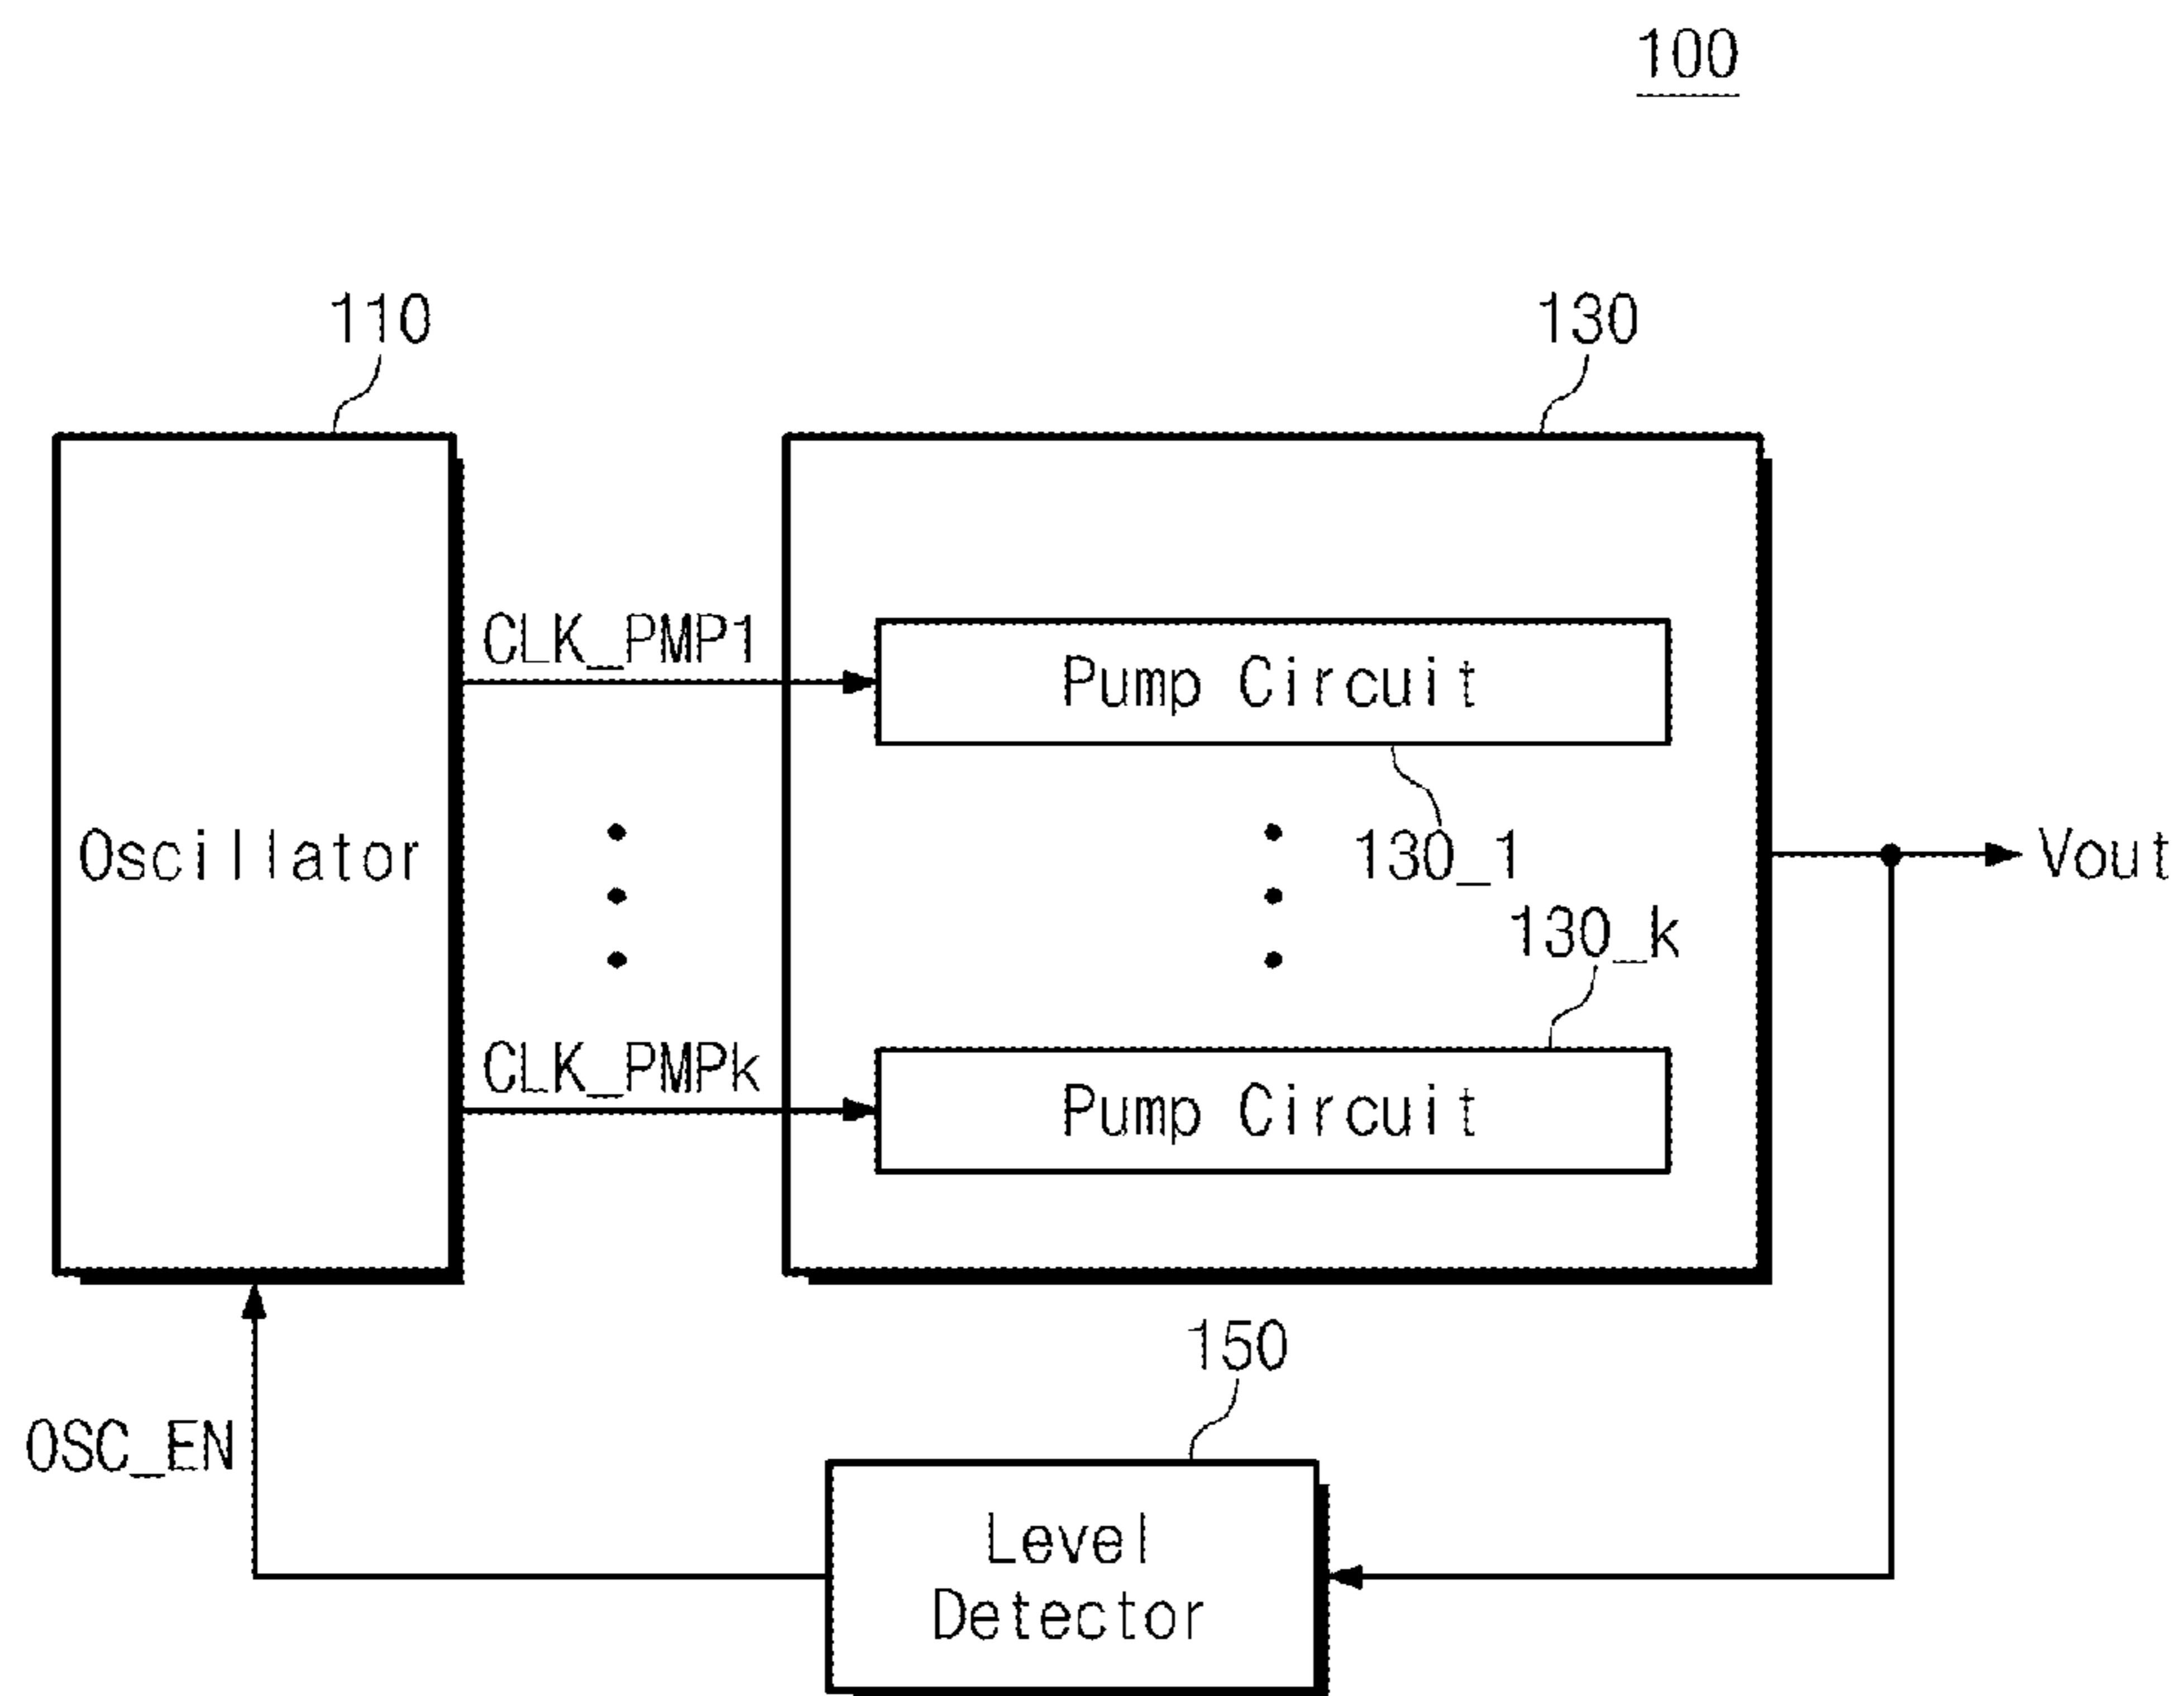 100
110
130
CLK_PMP1
Pump Circuit
Oscillator
130_1
Vout
130_k
CLK_PMPk
Pump Circuit
150
OSC_EN
Level
Detector